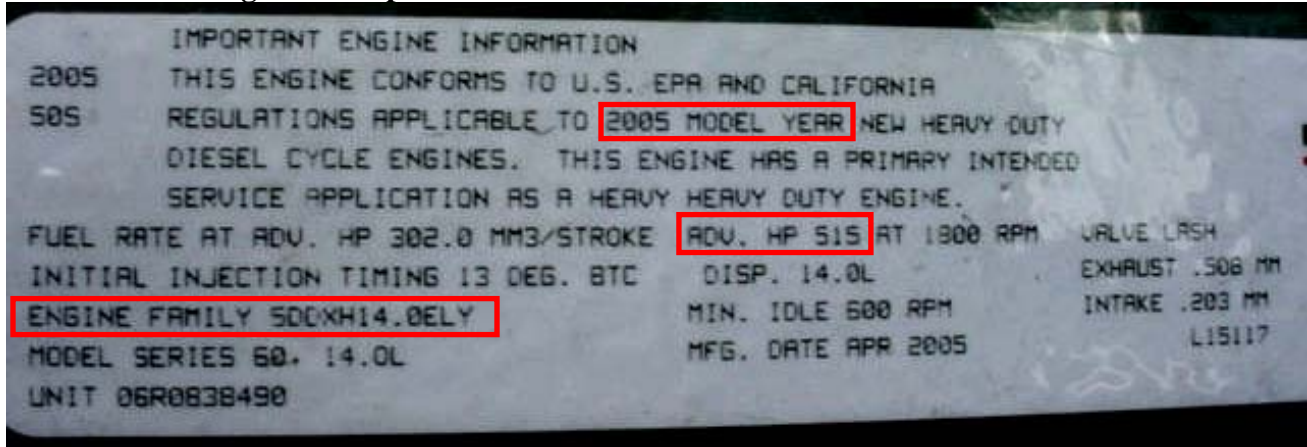 IMPORTANT ENGINE INFORMATION
2005 THIS ENGINE CONFORMS TO U.S. EPA AND CALIFORNIA
50S REGULATIONS APPLICABLE TO 2005 MODEL YEAR NEW HEAVY DUTY
DIESEL CYCLE ENGINES. THIS ENGINE HAS A PRIMARY INTENDED
SERVICE APPLICATION AS A HEAVY HEAVY DUTY ENGINE.
FUEL RATE AT ADV. HP 302.0 MM3/STROKE ADV. HP 515 AT 1800 RPM VALVE LASH
INITIAL INJECTION TIMING 13 DEG. BTC DISP. 14.0L EXHAUST .508 MM
ENGINE FAMILY 5DDXH14.0ELY MIN. IDLE 600 RPM INTAKE .203 MM
MODEL SERIES 60, 14.0L MFG. DATE APR 2005 L15117
UNIT 06R0838490